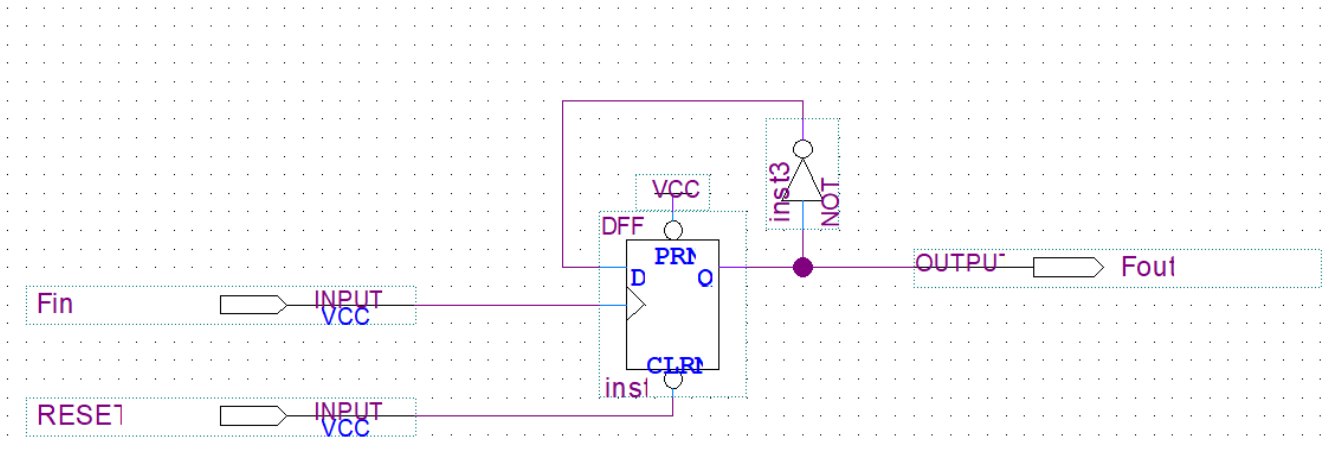 inst3
NOT
VCC
DFF
PRN
D
Q
OUTPUT
Fout
Fin
INPUT
VCC
CLRN
inst
RESET
INPUT
VCC